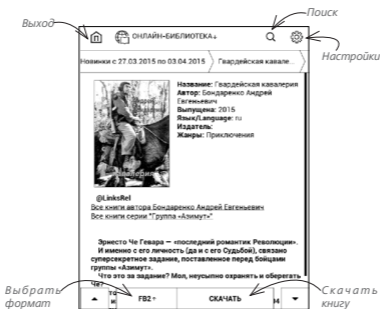 Выход
Поиск
ОНЛАЙН-БИБЛИОТЕКА
Настройки
Новинки с 27.03.2015 по 03.04.2015
Гвардейская кавале...
Название: Гвардейская кавалерия
Автор: Бондаренко Андрей
Евгеньевич
Выпущена: 2015
Язык/Language: ru
Издатель:
Жанры: Приключения
@LinksRel
Все книги автора Бондаренко Андрей Евгеньевич
Все книги серии "Группа «Азимут»"
Эрнесто Че Гевара — «последний романтик Революции».
И именно с его личность (да и с его Судьбой), связано
суперсекретное задание, поставленное перед бойцами
группы «Азимут».
Что это за задание? Мол, неусыпно охранять и оберегать
Че?
Выбрать
формат
FB2
СКАЧАТЬ
Скачать
книгу